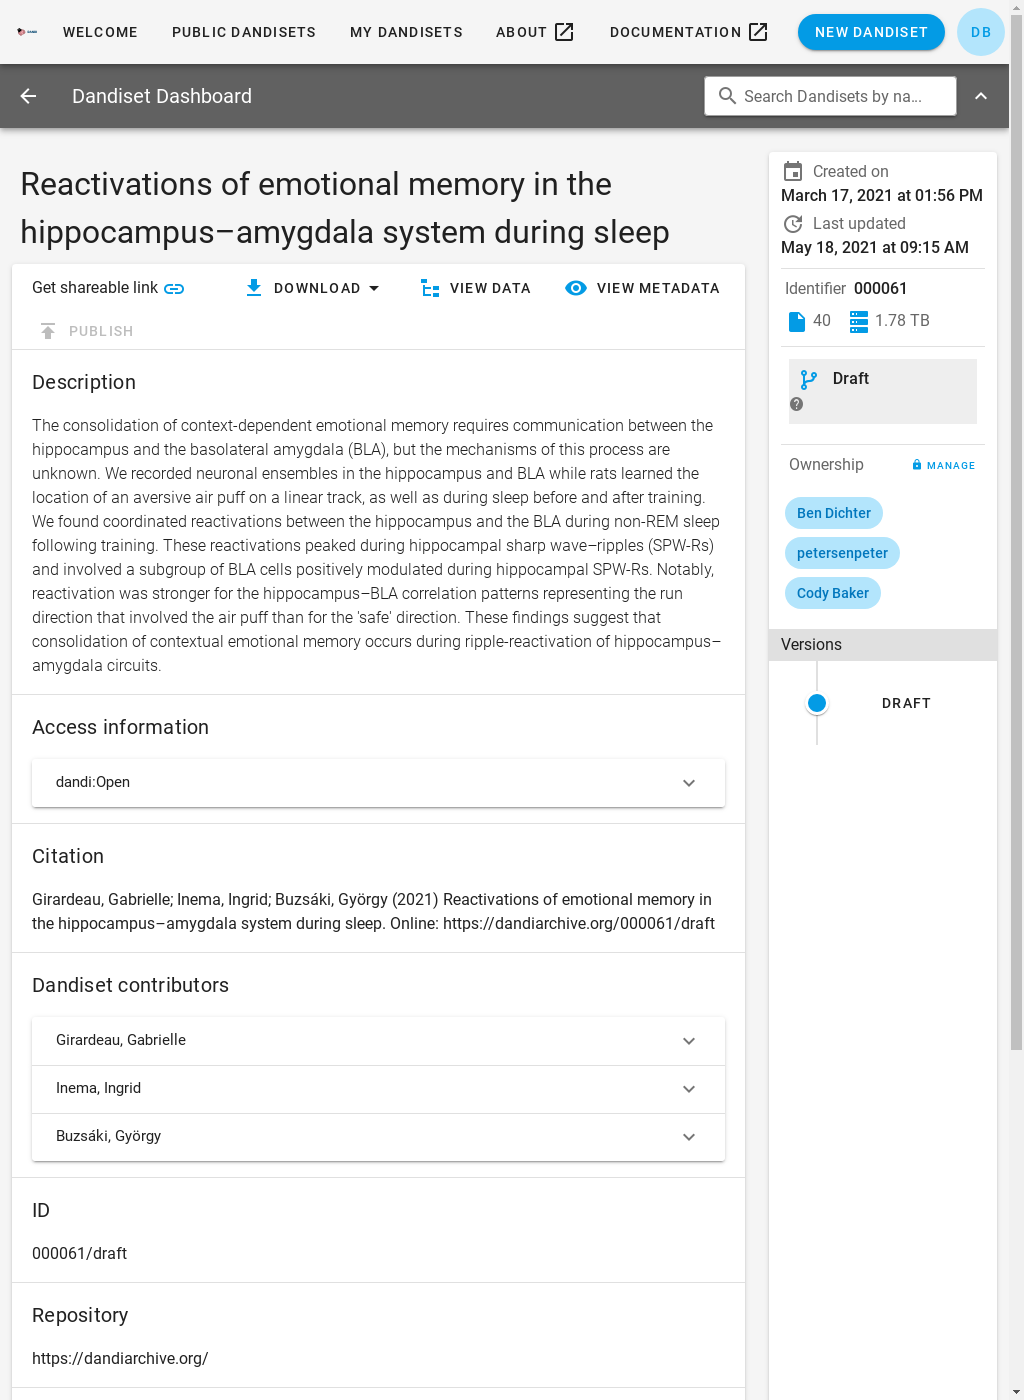 WELCOME PUBLIC DANDISETS MY DANDISETS ABOUT DOCUMENTATION NEW DANDISET DB
Dandiset Dashboard Search Dandisets by na...
Reactivations of emotional memory in the
hippocampus–amygdala system during sleep
Get shareable link DOWNLOAD VIEW DATA VIEW METADATA
PUBLISH
Description
The consolidation of context-dependent emotional memory requires communication between the
hippocampus and the basolateral amygdala (BLA), but the mechanisms of this process are
unknown. We recorded neuronal ensembles in the hippocampus and BLA while rats learned the
location of an aversive air puff on a linear track, as well as during sleep before and after training.
We found coordinated reactivations between the hippocampus and the BLA during non-REM sleep
following training. These reactivations peaked during hippocampal sharp wave–ripples (SPW-Rs)
and involved a subgroup of BLA cells positively modulated during hippocampal SPW-Rs. Notably,
reactivation was stronger for the hippocampus–BLA correlation patterns representing the run
direction that involved the air puff than for the 'safe' direction. These findings suggest that
consolidation of contextual emotional memory occurs during ripple-reactivation of hippocampus–
amygdala circuits.
Access information
dandi:Open
Citation
Girardeau, Gabrielle; Inema, Ingrid; Buzsáki, György (2021) Reactivations of emotional memory in
the hippocampus–amygdala system during sleep. Online: https://dandiarchive.org/000061/draft
Dandiset contributors
Girardeau, Gabrielle
Inema, Ingrid
Buzsáki, György
ID
000061/draft
Repository
https://dandiarchive.org/
Created on
March 17, 2021 at 01:56 PM
Last updated
May 18, 2021 at 09:15 AM
Identifier 000061
40 1.78 TB
Draft
Ownership MANAGE
Ben Dichter
petersenpeter
Cody Baker
Versions
DRAFT